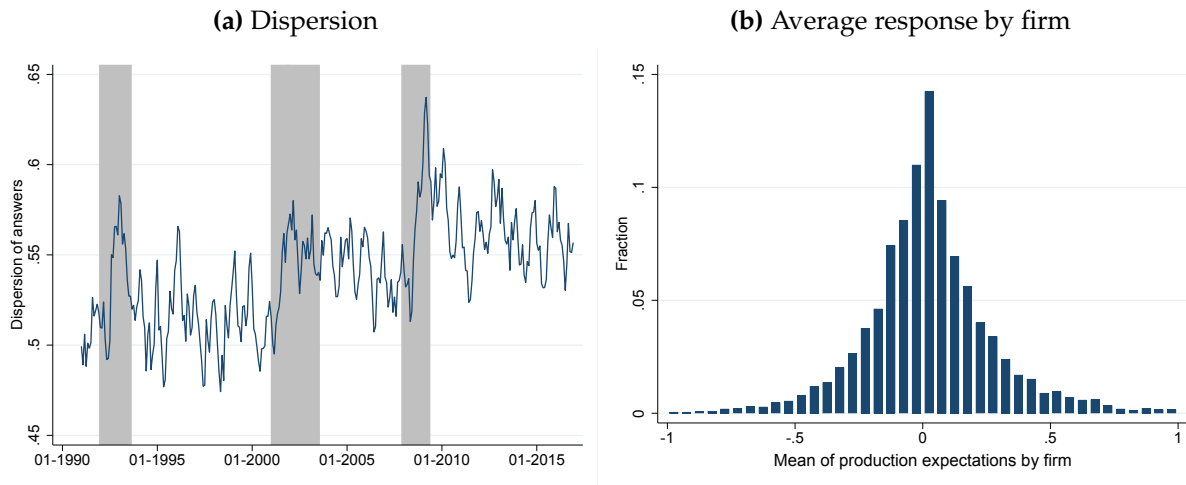 (a) Dispersion
.65
.6
.55
.5
.45
Dispersion of answers
01-1990 01-1995 01-2000 01-2005 01-2010 01-2015
(b) Average response by firm
.15
.1
.05
0
Fraction
-1 -.5 0 .5 1
Mean of production expectations by firm